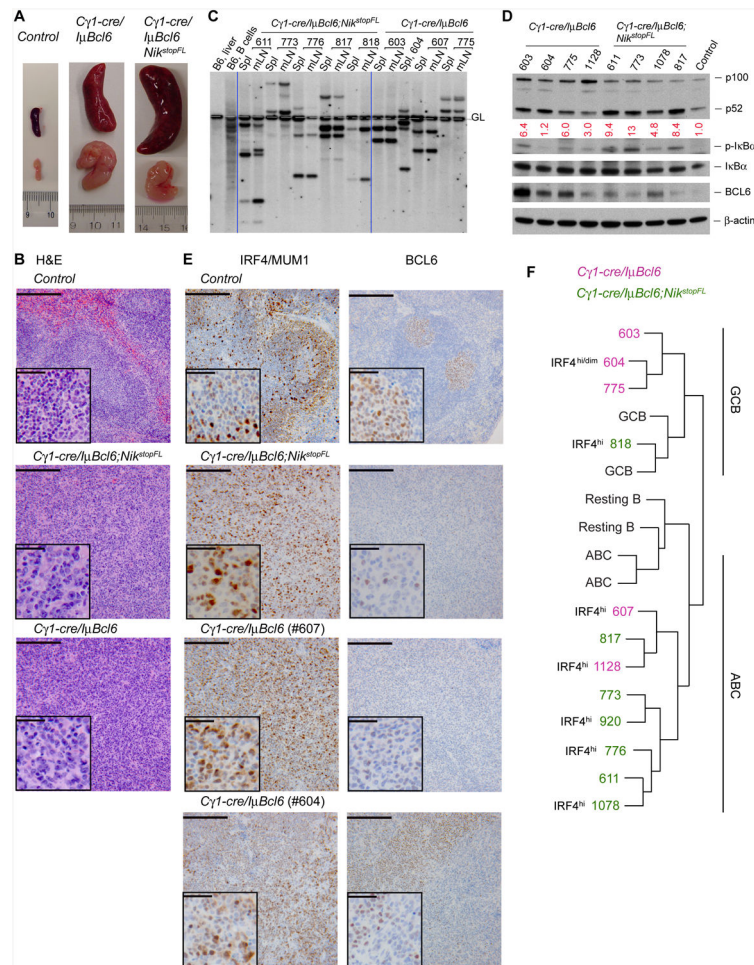 A
Control
Cγ1-cre/
IμBcl6
Cγ1-cre/
IμBcl6
Nik^stopFL
9 10
9 10 11
14 15 16
B
H&E
Control
Cγ1-cre/IμBcl6;Nik^stopFL
Cγ1-cre/IμBcl6
C
Cγ1-cre/IμBcl6;Nik^stopFL
Cγ1-cre/IμBcl6
611 773 776 817 818 603 607 775
B6, liver
B6, B cells
Spl
mLN
Spl
mLN
Spl
mLN
Spl
mLN
Spl
mLN
Spl
mLN
Spl, 604
Spl
mLN
Spl
mLN
GL
D
Cγ1-cre/IμBcl6
Cγ1-cre/IμBcl6;
Nik^stopFL
603 604 775 1128 611 773 1078 817 Control
p100
p52
6.4 1.2 6.0 3.0 9.4 13 4.8 8.4 1.0
p-IκBα
IκBα
BCL6
β-actin
E
IRF4/MUM1
BCL6
Control
Cγ1-cre/IμBcl6;Nik^stopFL
Cγ1-cre/IμBcl6 (#607)
Cγ1-cre/IμBcl6 (#604)
F
Cγ1-cre/IμBcl6
Cγ1-cre/IμBcl6;Nik^stopFL
603
IRF4^hi/dim 604
775
GCB
IRF4^hi 818
GCB
Resting B
Resting B
ABC
ABC
IRF4^hi 607
817
IRF4^hi 1128
773
IRF4^hi 920
IRF4^hi 776
611
IRF4^hi 1078
GCB
ABC